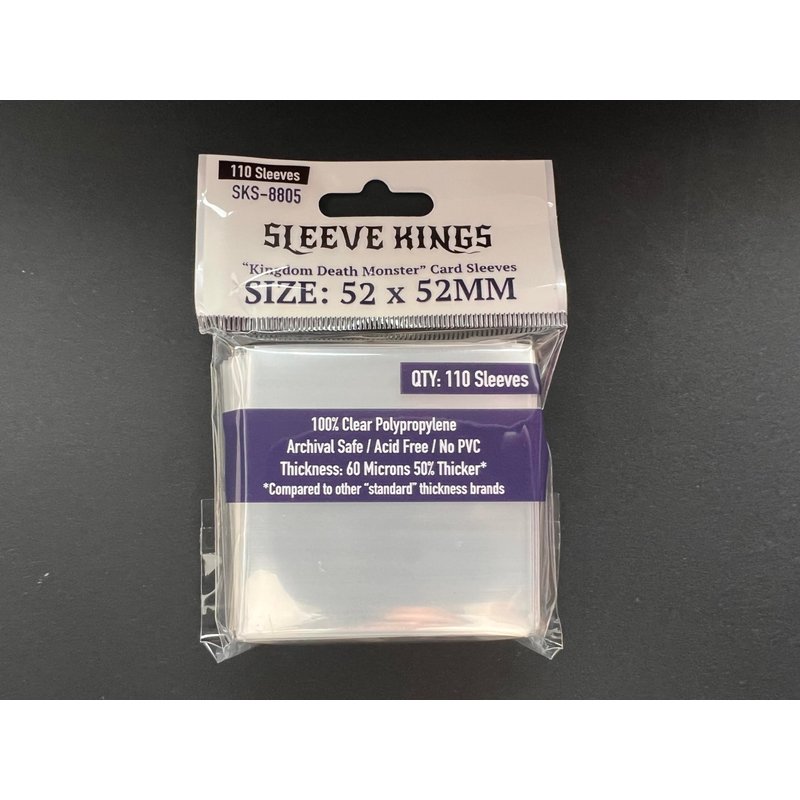 110 Sleeves
SKS-8805
SLEEVE KINGS
“Kingdom Death Monster” Card Sleeves
SIZE: 52 x 52MM
QTY: 110 Sleeves
100% Clear Polypropylene
Archival Safe / Acid Free / No PVC
Thickness: 60 Microns 50% Thicker*
*Compared to other “standard” thickness brands